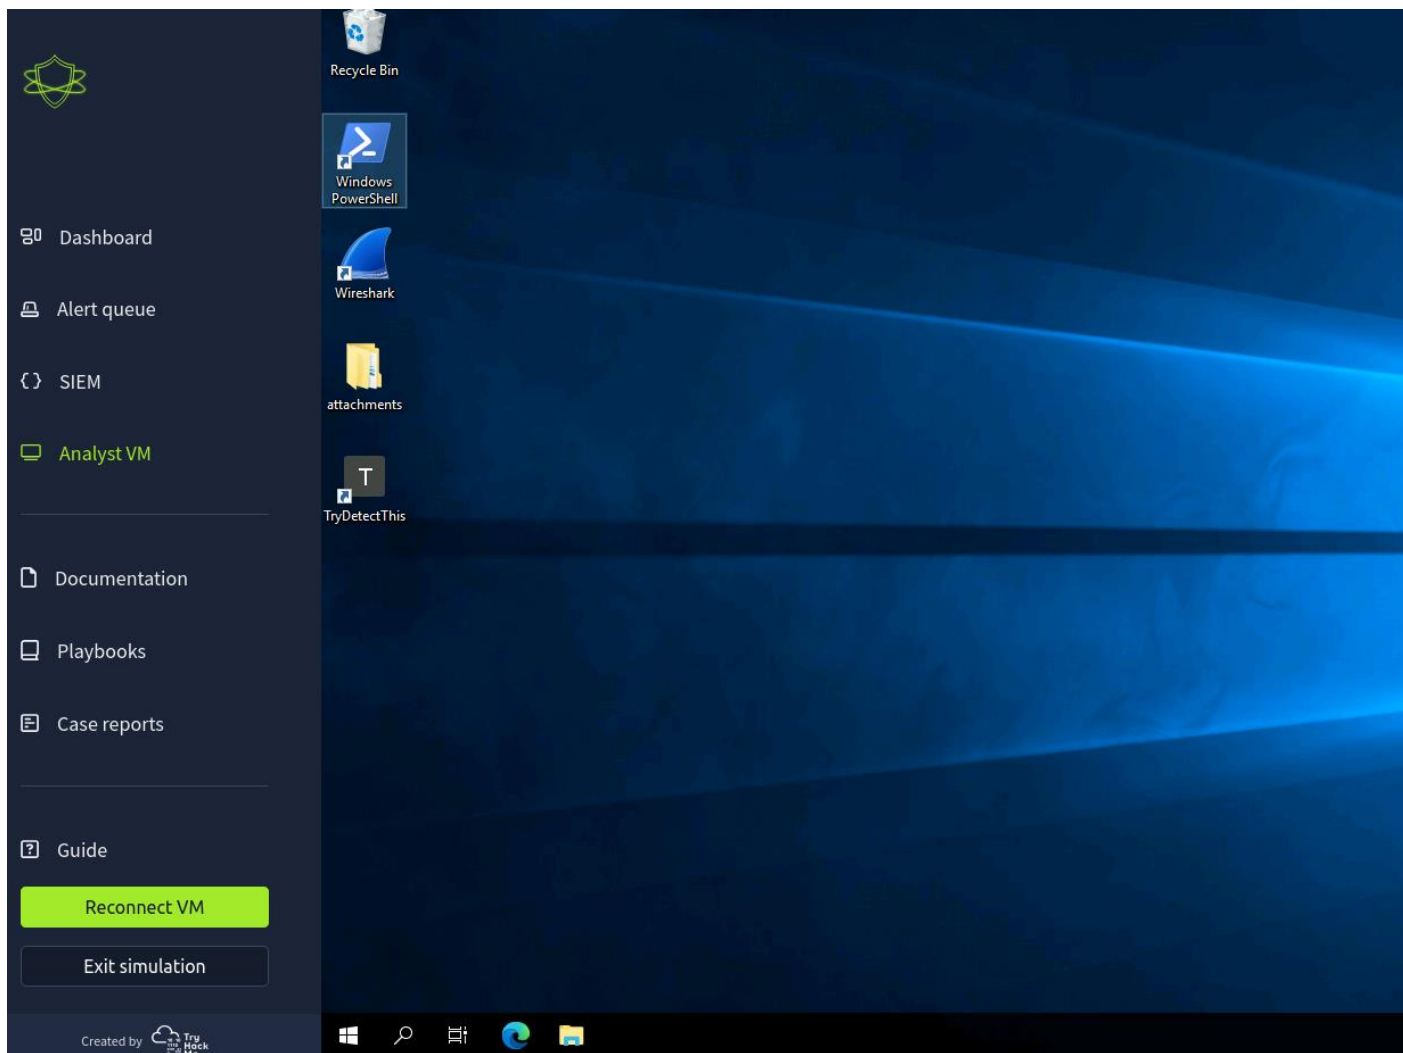 Dashboard
Alert queue
SIEM
Analyst VM
Documentation
Playbooks
Case reports
Guide
Reconnect VM
Exit simulation
Created by
Try
Hack
Recycle Bin
Windows
PowerShell
Wireshark
attachments
T
TryDetectThis